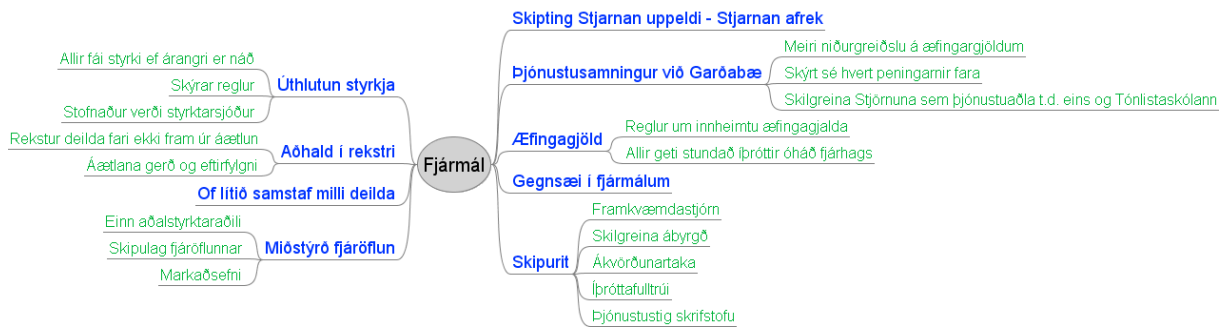 Fjármál
Skipting Stjarnan uppeldi - Stjarnan afrek
Þjónustusamningur við Garðabæ
Meiri niðurgreiðslu á æfingargjöldum
Skýrt sé hvert peningarnir fara
Skilgreina Stjörnuna sem þjónustuaðla t.d. eins og Tónlistaskólann
Æfingagjöld
Reglur um innheimtu æfingagjalda
Allir geti stundað íþróttir óháð fjárhags
Gegnsæi í fjármálum
Skipurit
Framkvæmdastjórn
Skilgreina ábyrgð
Ákvörðunartaka
Íþróttafulltrúi
Þjónustustig skrifstofu
Úthlutun styrkja
Allir fái styrki ef árangri er náð
Skýrar reglur
Stofnaður verði styrktarsjóður
Aðhald í rekstri
Rekstur deilda fari ekki fram úr áætlun
Áætlana gerð og eftirfylgni
Of lítið samstaf milli deilda
Miðstýrð fjáröflun
Einn aðalstyrktaraðili
Skipulag fjáröflunnar
Markaðsefni